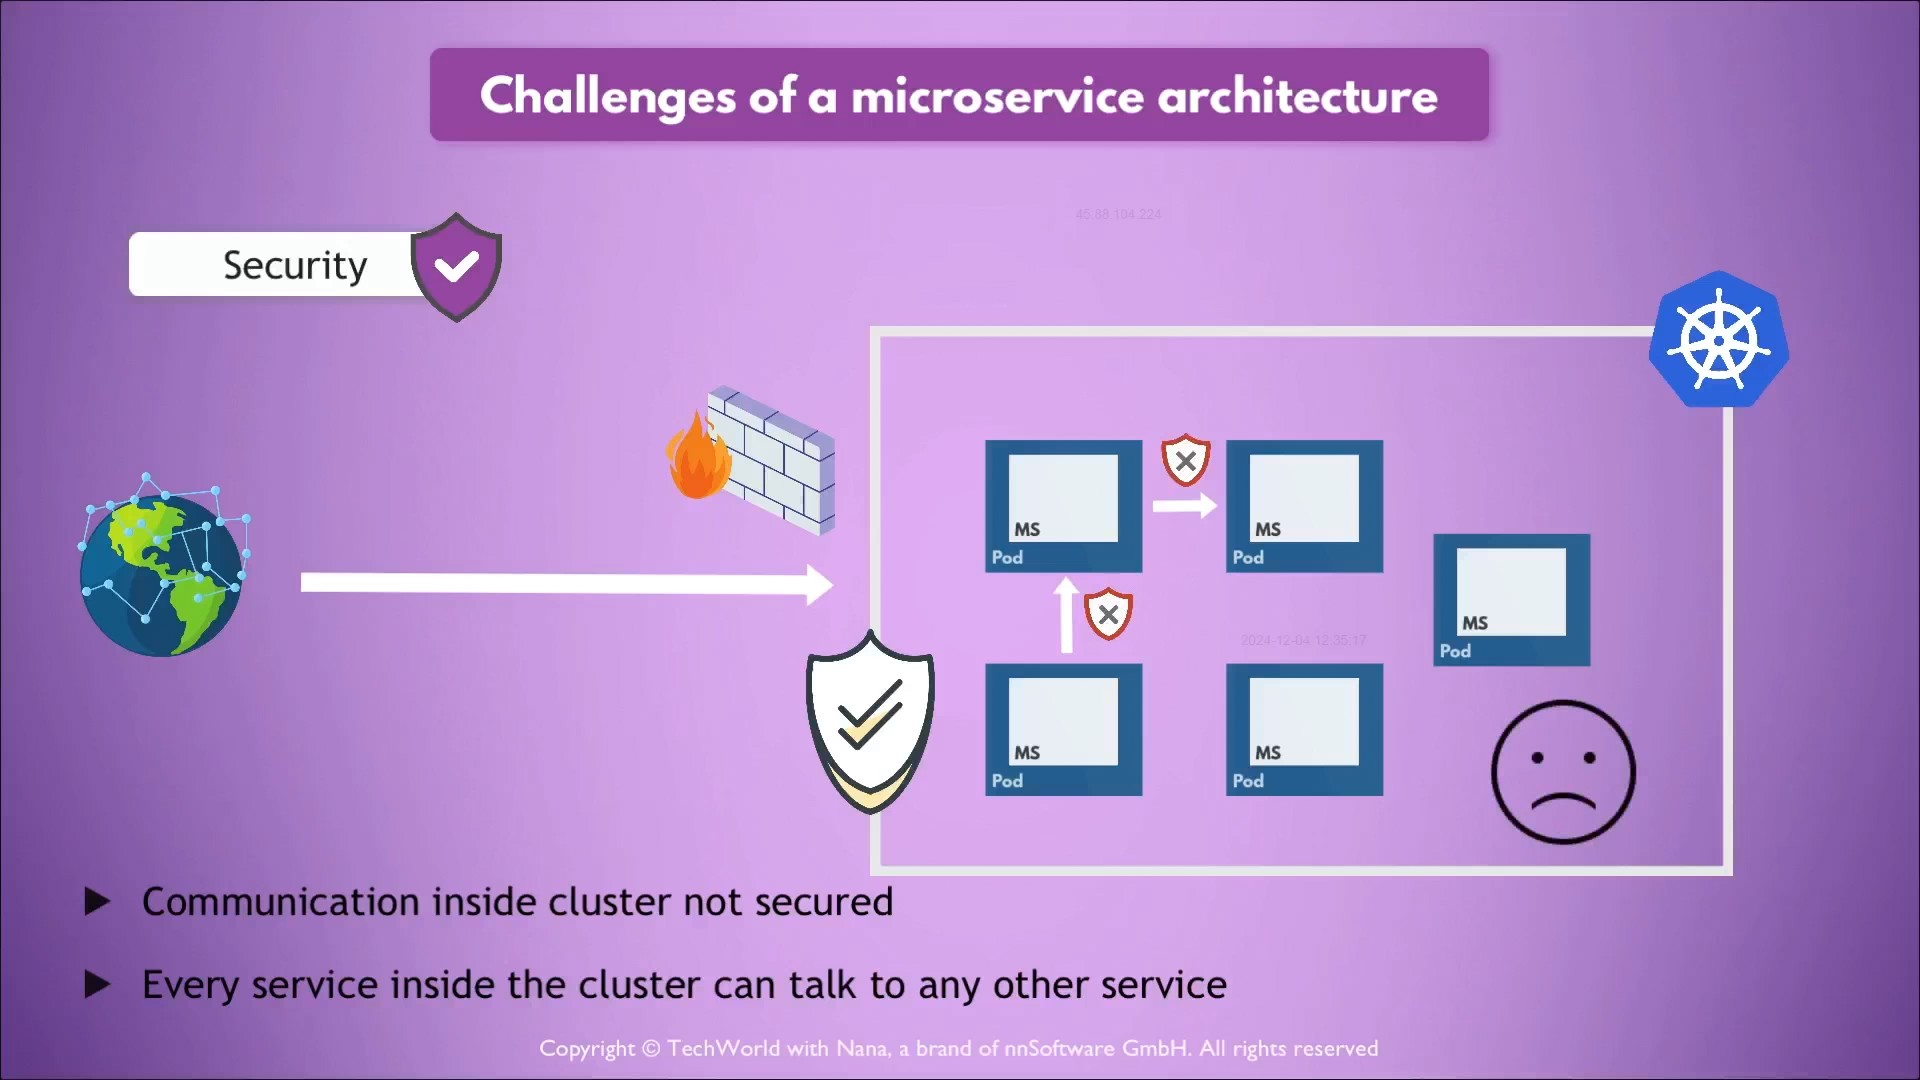 Challenges of a microservice architecture
45.88.104.224
Security
MS
Pod
MS
Pod
MS
Pod
2024-12-04 12:35:17
MS
Pod
MS
Pod
Communication inside cluster not secured
Every service inside the cluster can talk to any other service
Copyright © TechWorld with Nana, a brand of nnSoftware GmbH. All rights reserved